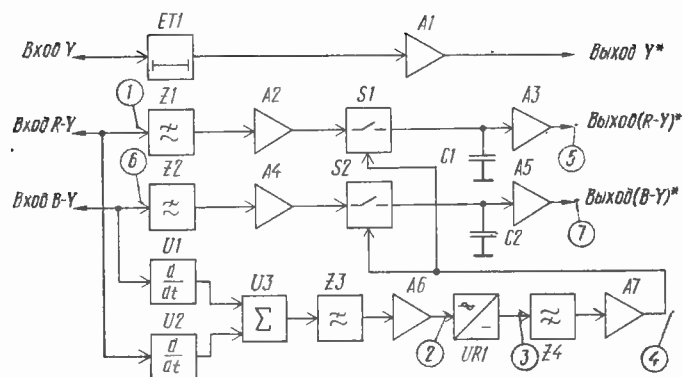 ET1
A1
Вход Y
Выход Y*
1
Z1
A2
S1
A3
Вход R-Y
Выход(R-Y)*
6
Z2
A4
S2
C1
A5
5
Вход B-Y
Выход(B-Y)*
C2
7
U1
d
dt
U3
Z3
A6
A7
U2
Σ
2
UR1
3
Z4
4
d
dt